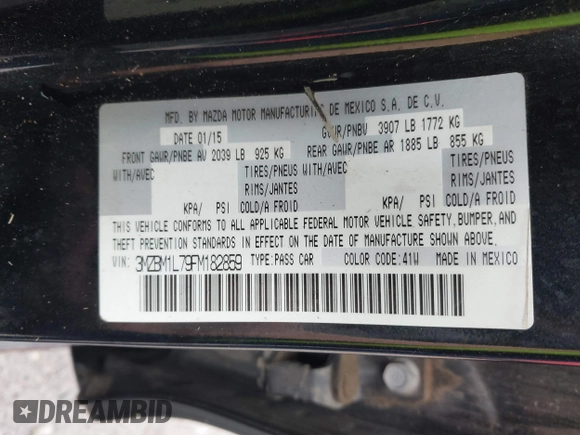 MFD. BY MAZDA MOTOR MANUFACTURING DE MEXICO S.A. DE C.V.
DATE 01/15 GVWR/PNBV 3907 LB 1772 KG
FRONT GAWR/PNBE AV 2039 LB 925 KG REAR GAWR/PNBE AR 1885 LB 855 KG
WITH/AVEC TIRES/PNEUS WITH/AVEC TIRES/PNEUS
RIMS/JANTES RIMS/JANTES
KPA/ PSI COLD/A FROID KPA/ PSI COLD/A FROID
THIS VEHICLE CONFORMS TO ALL APPLICABLE FEDERAL MOTOR VEHICLE SAFETY, BUMPER, AND
THEFT PREVENTION STANDARDS IN EFFECT ON THE DATE OF MANUFACTURE SHOWN ABOVE.
VIN: 3MZBM1L79FM182859 TYPE: PASS CAR COLOR CODE: 41W MADE IN MEXICO
DREAMBID